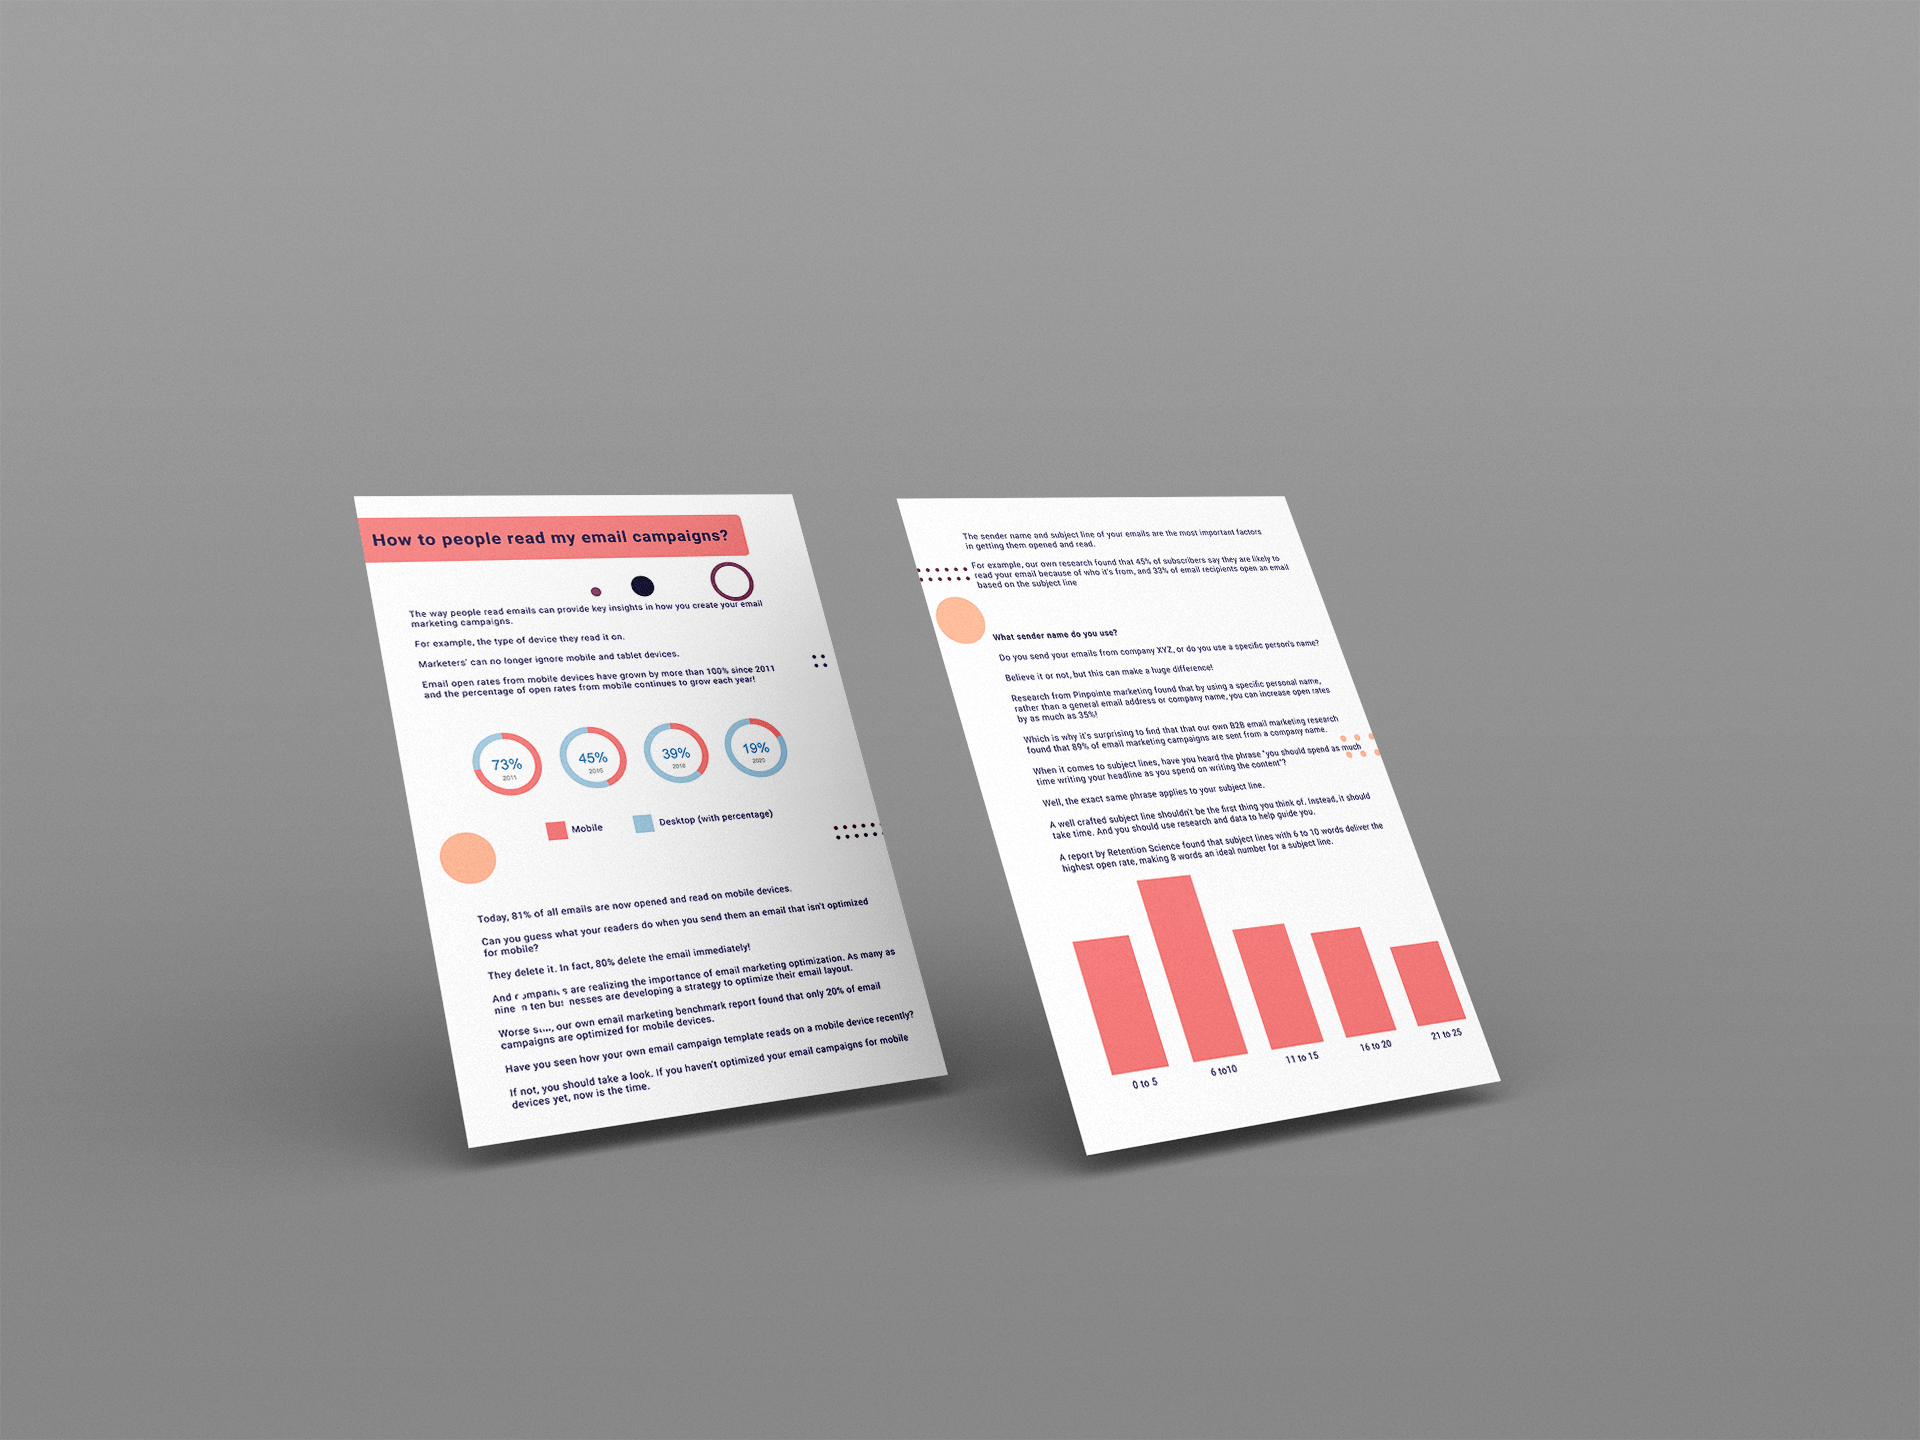 How to people read my email campaigns?
The way people read emails can provide key insights in how you create your email
marketing campaigns.
For example, the type of device they read it on.
Marketers' can no longer ignore mobile and tablet devices.
Email open rates from mobile devices have grown by more than 100% since 2011
and the percentage of open rates from mobile continues to grow each year!
73%
2011
45%
39%
19%
2020
Mobile
Desktop (with percentage)
Today, 81% of all emails are now opened and read on mobile devices.
Can you guess what your readers do when you send them an email that isn't optimized
for mobile?
They delete it. In fact, 80% delete the email immediately!
And are realizing the importance of email marketing optimization. As many as
nine ten are developing a strategy to optimize their email layout.
Worse our own email marketing benchmark report found that only 20% of email
campaigns are optimized for mobile devices.
Have you seen how your own email campaign template reads on a mobile device recently?
If not, you should take a look. If you haven't optimized your email campaigns for mobile
devices yet, now is the time.
The sender name and subject line of your emails are the most important factors
in getting them opened and read.
For example, our own research found that 45% of subscribers say they are likely to
read your email because of who it's from, and 33% of email recipients open an email
based on the subject line
What sender name do you use?
Do you send your emails from company XYZ, or do you use a specific person's name?
Believe it or not, but this can make a huge difference!
Research from Pinpointe marketing found that by using a specific personal name,
rather than a general email address or company name, you can increase open rates
by as much as 35%!
Which is why it's surprising to find that that our own B2B email marketing research
found that 89% of email marketing campaigns are sent from a company name.
When it comes to subject lines, have you heard the phrase "you should spend as much
time writing your headline as you spend on writing the content"?
Well, the exact same phrase applies to your subject line.
A well crafted subject line shouldn't be the first thing you think of. Instead, it should
take time. And you should use research and data to help guide you.
A report by Retention Science found that subject lines with 6 to 10 words deliver the
highest open rate, making 8 words an ideal number for a subject line.
0 to 5
6 to10
11 to 15
16 to 20
21 to 25